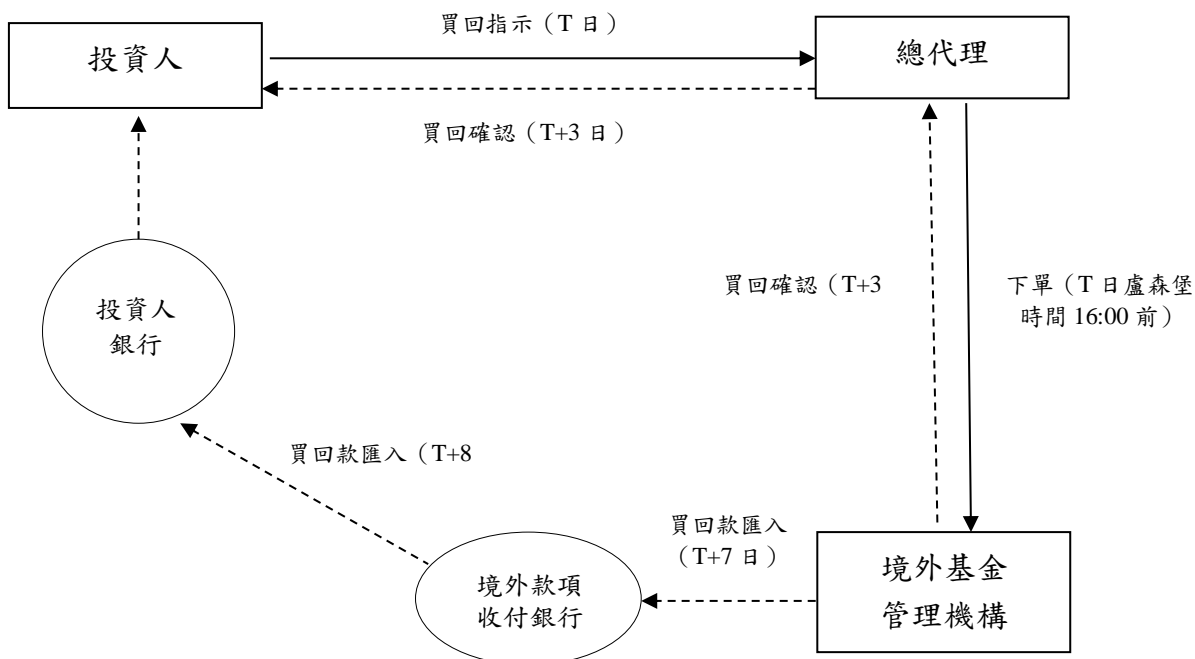 買回指示（T 日）
投資人
總代理
買回確認（T+3 日）
買回確認（T+3
下單（T 日盧森堡
時間 16:00 前）
投資人
銀行
買回款匯入（T+8
買回款匯入
（T+7 日）
境外基金
管理機構
境外款項
收付銀行